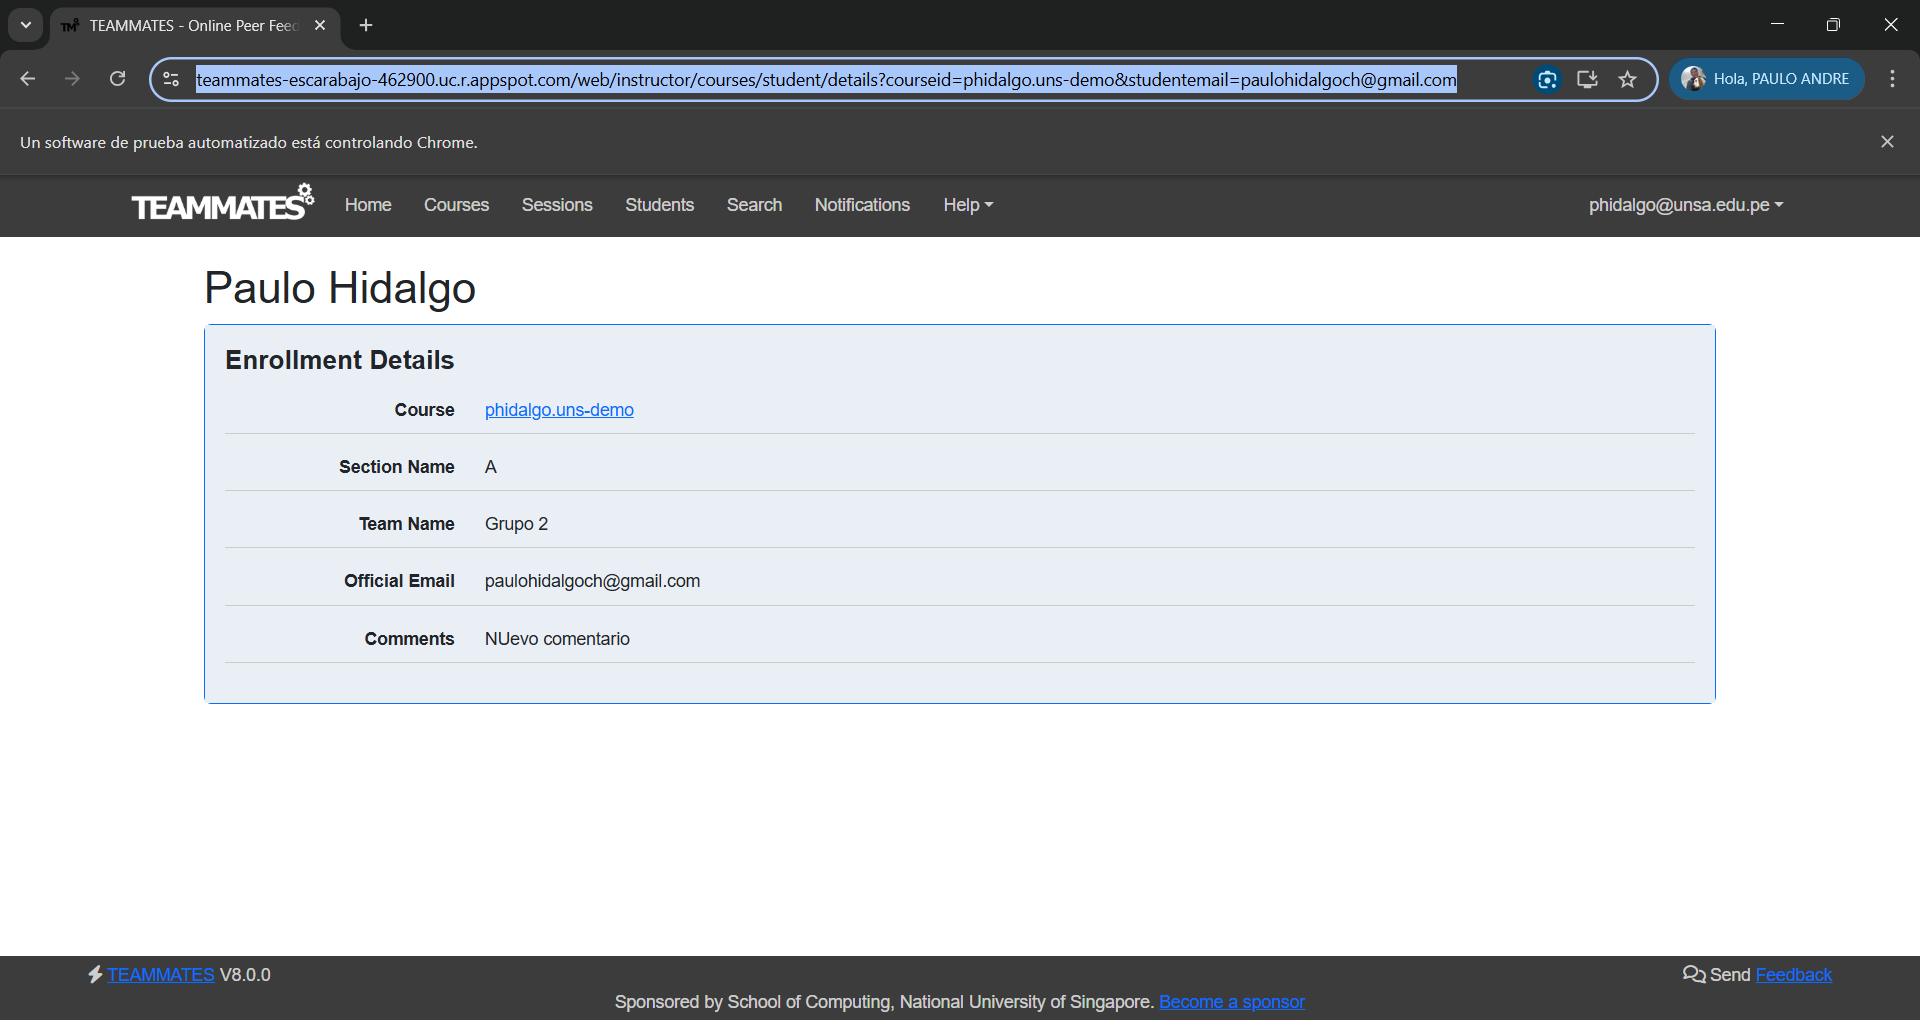 TEAMMATES - Online Peer Feed
teammates-escarabajo-462900.uc.r.appspot.com/web/instructor/courses/student/details?courseid=phidalgo.uns-demo&studentemail=paulohidalgoch@gmail.com
Hola, PAULO ANDRE
Un software de prueba automatizado está controlando Chrome.
TEAMMATES Home Courses Sessions Students Search Notifications Help phidalgo@unsa.edu.pe
Paulo Hidalgo
Enrollment Details
Course phidalgo.uns-demo
Section Name A
Team Name Grupo 2
Official Email paulohidalgoch@gmail.com
Comments NUevo comentario
TEAMMATES V8.0.0
Send Feedback
Sponsored by School of Computing, National University of Singapore. Become a sponsor